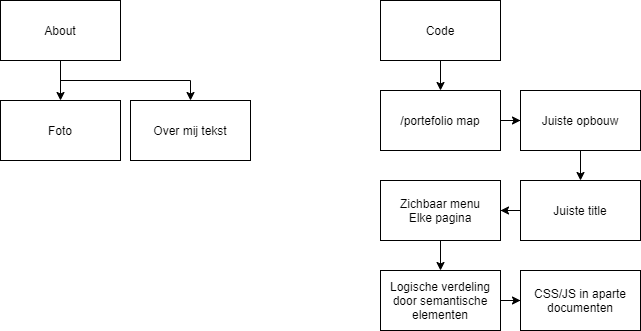 About
Foto
Over mij tekst
Code
/portefolio map
Juiste opbouw
Juiste title
Zichbaar menu
Elke pagina
Logische verdeling
door semantische
elementen
CSS/JS in aparte
documenten